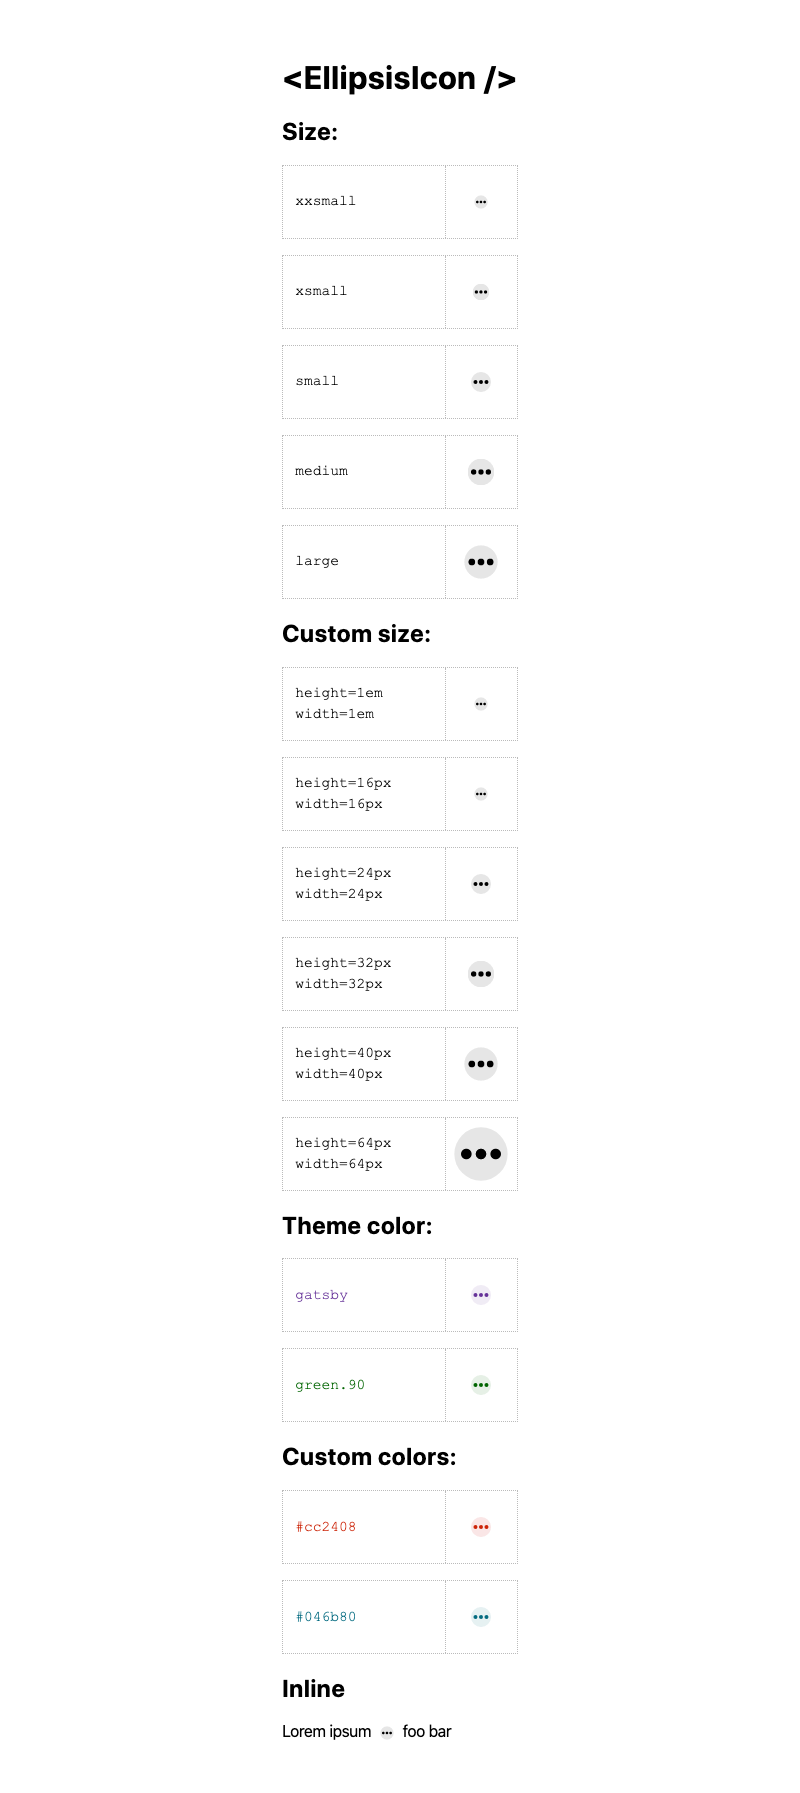 <EllipsisIcon />
Size:
xxsmall
xsmall
small
medium
large
Custom size:
height=1em
width=1em
height=16px
width=16px
height=24px
width=24px
height=32px
width=32px
height=40px
width=40px
height=64px
width=64px
Theme color:
gatsby
green.90
Custom colors:
#cc2408
#046b80
Inline
Lorem ipsum foo bar